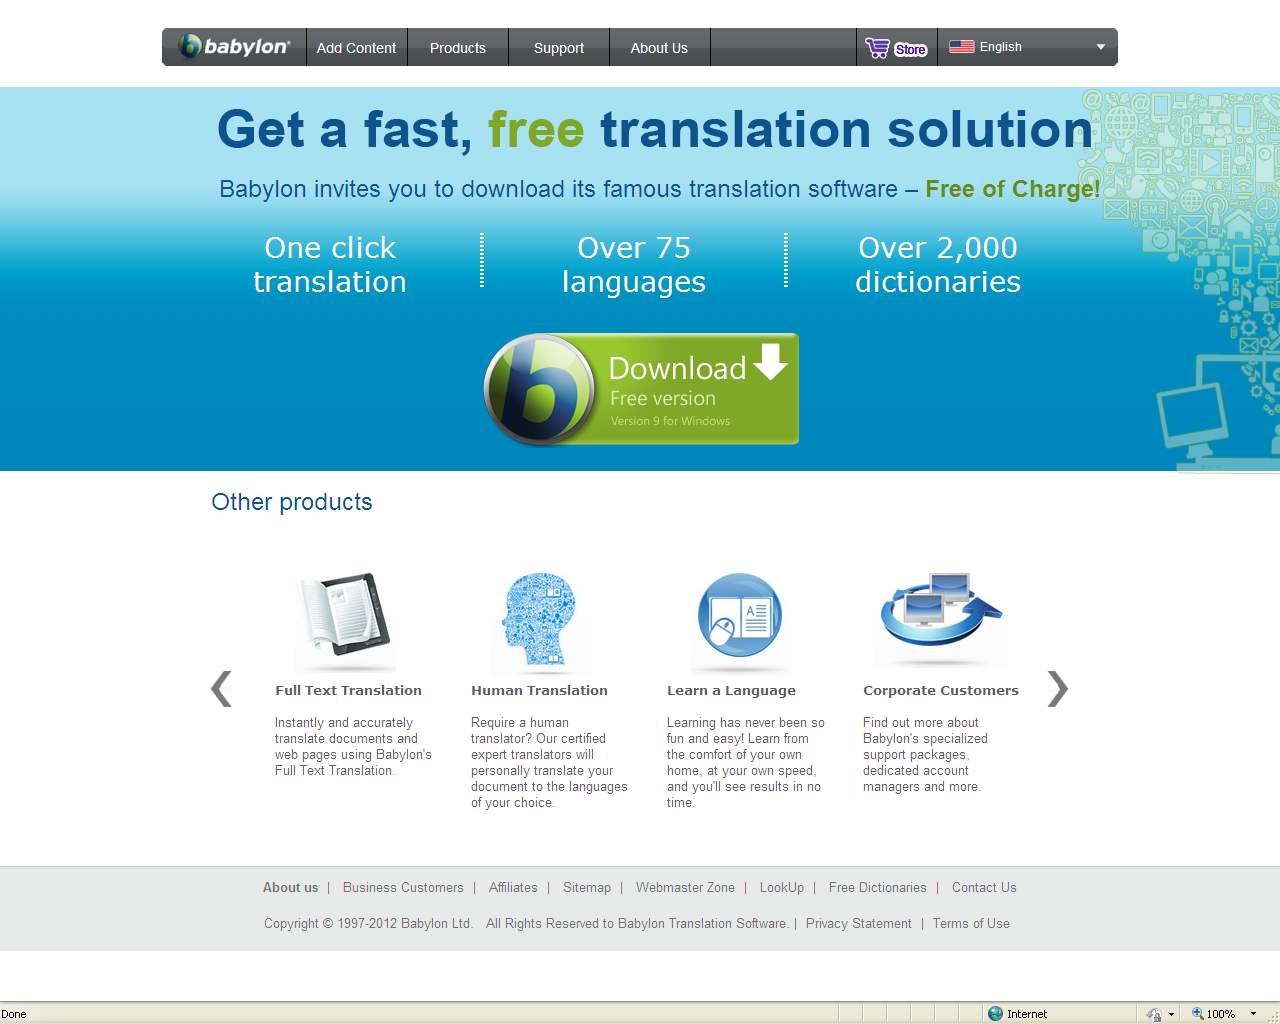 babylon
Add Content
Products
Support
About Us
Store
English
Get a fast, free translation solution
Babylon invites you to download its famous translation software – Free of Charge!
One click
translation
Over 75
languages
Over 2,000
dictionaries
SMS
Download
Free version
Version 9 for Windows
Other products
Full Text Translation
Instantly and accurately
translate documents and
web pages using Babylon's
Full Text Translation.
Human Translation
Require a human
translator? Our certified
expert translators will
personally translate your
document to the languages
of your choice.
Learn a Language
Learning has never been so
fun and easy! Learn from
the comfort of your own
home, at your own speed,
and you'll see results in no
time.
Corporate Customers
Find out more about
Babylon's specialized
support packages,
dedicated account
managers and more.
About us | Business Customers | Affiliates | Sitemap | Webmaster Zone | LookUp | Free Dictionaries | Contact Us
Copyright © 1997-2012 Babylon Ltd. All Rights Reserved to Babylon Translation Software. | Privacy Statement | Terms of Use
Done
Internet
100%